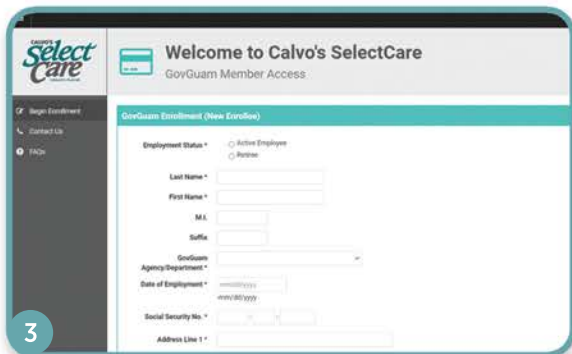 CALVO'S
Select
Care
Welcome to Calvo's SelectCare
GovGuam Member Access
Begin Enrollment
Contact Us
FAQs
GovGuam Enrollment (New Enrollee)
Employment Status *
Active Employee
Retiree
Last Name *
First Name *
M.I.
Suffix
GovGuam
Agency/Department *
Date of Employment *
mm/dd/yyyy
mm/dd/yyyy
Social Security No. *
Address Line 1 *
3